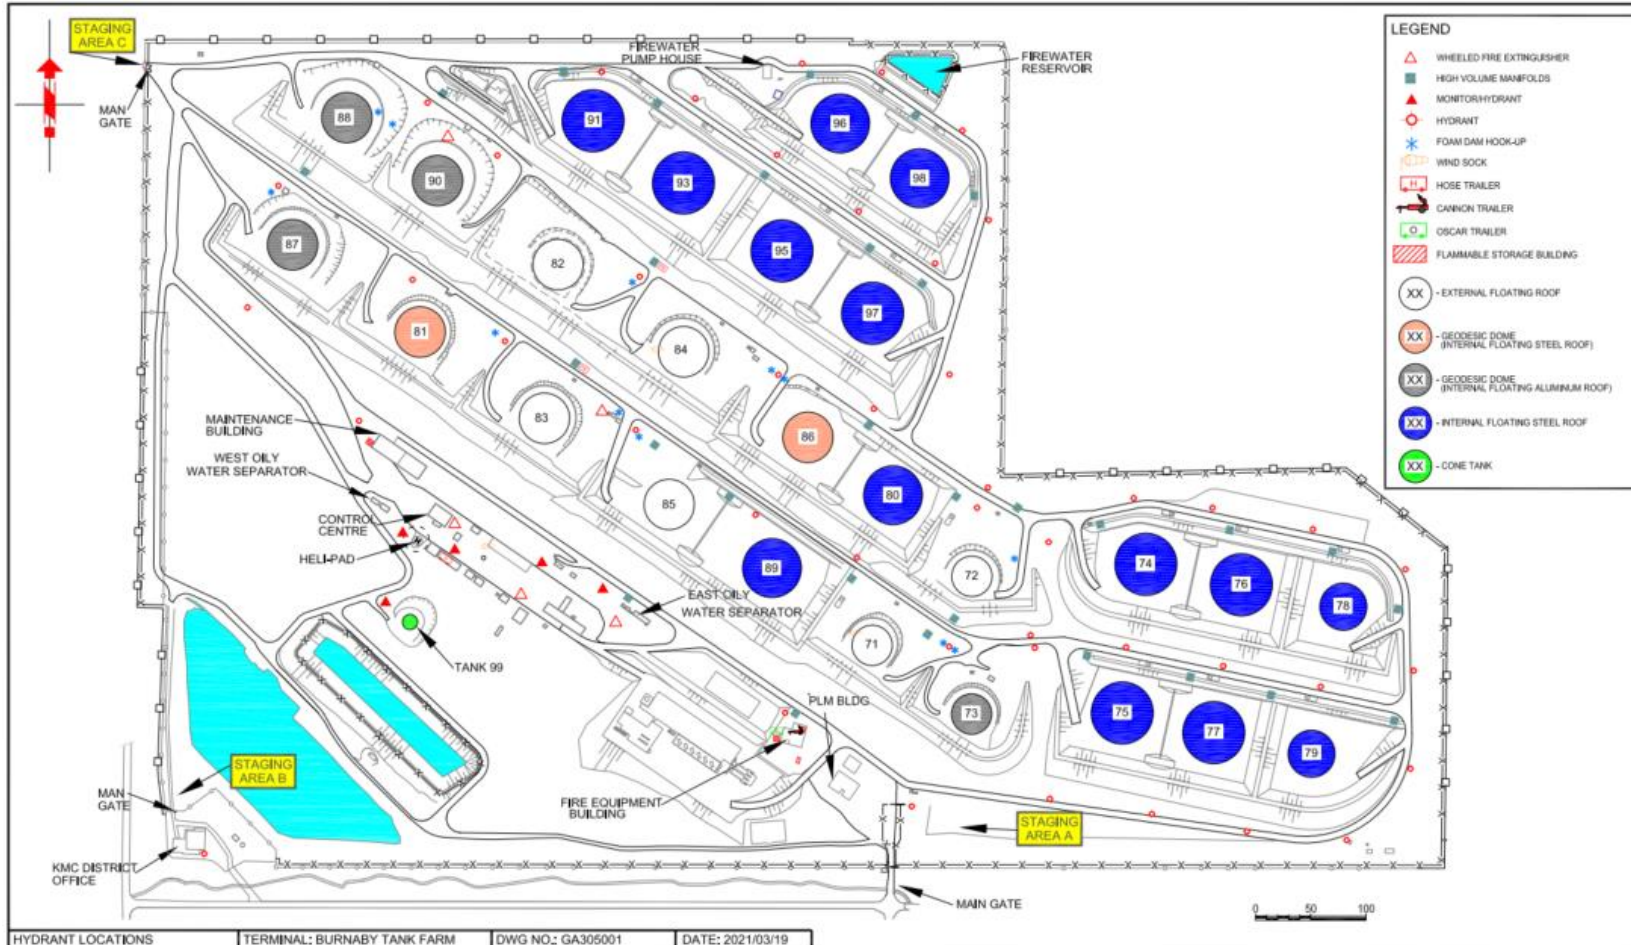 STAGING
AREA C
MAN
GATE
FIREWATER
PUMP HOUSE
FIREWATER
RESERVOIR
88
90
91
93
96
98
95
97
87
82
81
84
83
86
80
85
89
72
71
73
74
76
78
75
77
79
MAINTENANCE
BUILDING
WEST OILY
WATER SEPARATOR
CONTROL
CENTRE
HELI-PAD
H
EAST OILY
WATER SEPARATOR
TANK 99
PLM BLDG
FIRE EQUIPMENT
BUILDING
STAGING
AREA B
MAN
GATE
KMC DISTRICT
OFFICE
STAGING
AREA A
MAIN GATE
0 50 100
LEGEND
WHEELED FIRE EXTINGUISHER
HIGH VOLUME MANIFOLDS
MONITOR/HYDRANT
HYDRANT
FOAM DAM HOOK-UP
WIND SOCK
H HOSE TRAILER
CANNON TRAILER
O OSCAR TRAILER
FLAMMABLE STORAGE BUILDING
XX - EXTERNAL FLOATING ROOF
XX - GEODESIC DOME
(INTERNAL FLOATING STEEL ROOF)
XX - GEODESIC DOME
(INTERNAL FLOATING ALUMINUM ROOF)
XX - INTERNAL FLOATING STEEL ROOF
XX - CONE TANK
HYDRANT LOCATIONS
TERMINAL: BURNABY TANK FARM
DWG NO.: GA305001
DATE: 2021/03/19